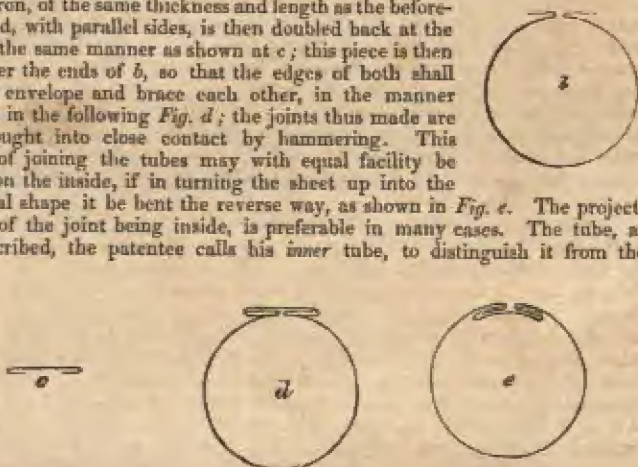 ron, of the same thickness and length as the before-
d, with parallel sides, is then doubled back at the
the same manner as shown at c; this piece is then
er the ends of b, so that the edges of both shall
envelope and brace each other, in the manner
in the following Fig. d; the joints thus made are
ought into close contact by hammering. This
of joining the tubes may with equal facility be
on the inside, if in turning the sheet up into the
al shape it be bent the reverse way, as shown in Fig. e. The project
of the joint being inside, is preferable in many cases. The tube, a
cribed, the patentee calls his inner tube, to distinguish it from the
b
c
d
e